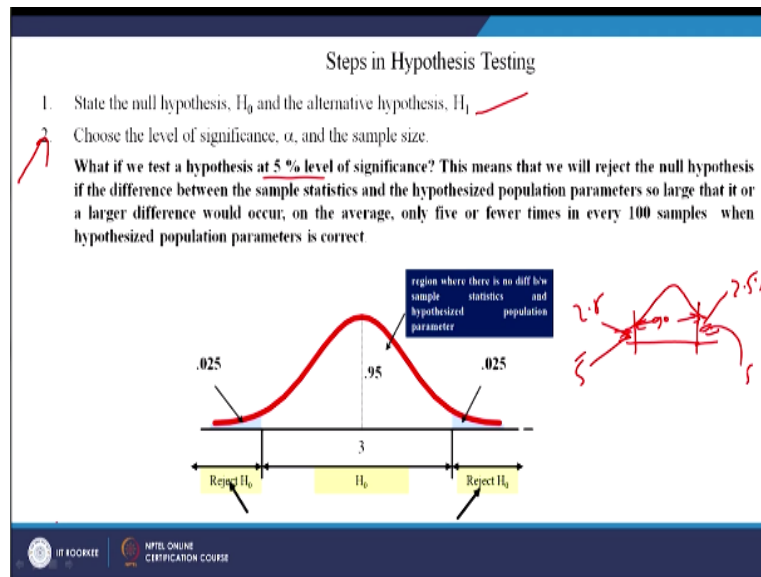 Steps in Hypothesis Testing
1. State the null hypothesis, H₀ and the alternative hypothesis, H₁
2. Choose the level of significance, α, and the sample size.
What if we test a hypothesis at 5 % level of significance? This means that we will reject the null hypothesis
if the difference between the sample statistics and the hypothesized population parameters so large that it or
a larger difference would occur, on the average, only five or fewer times in every 100 samples when
hypothesized population parameters is correct.
region where there is no diff b/w
sample statistics and
hypothesized population
parameter
.025
.95
.025
3
Reject H₀
H₀
Reject H₀
2.5
90
5
5
IIT ROORKEE
NPTEL ONLINE
CERTIFICATION COURSE